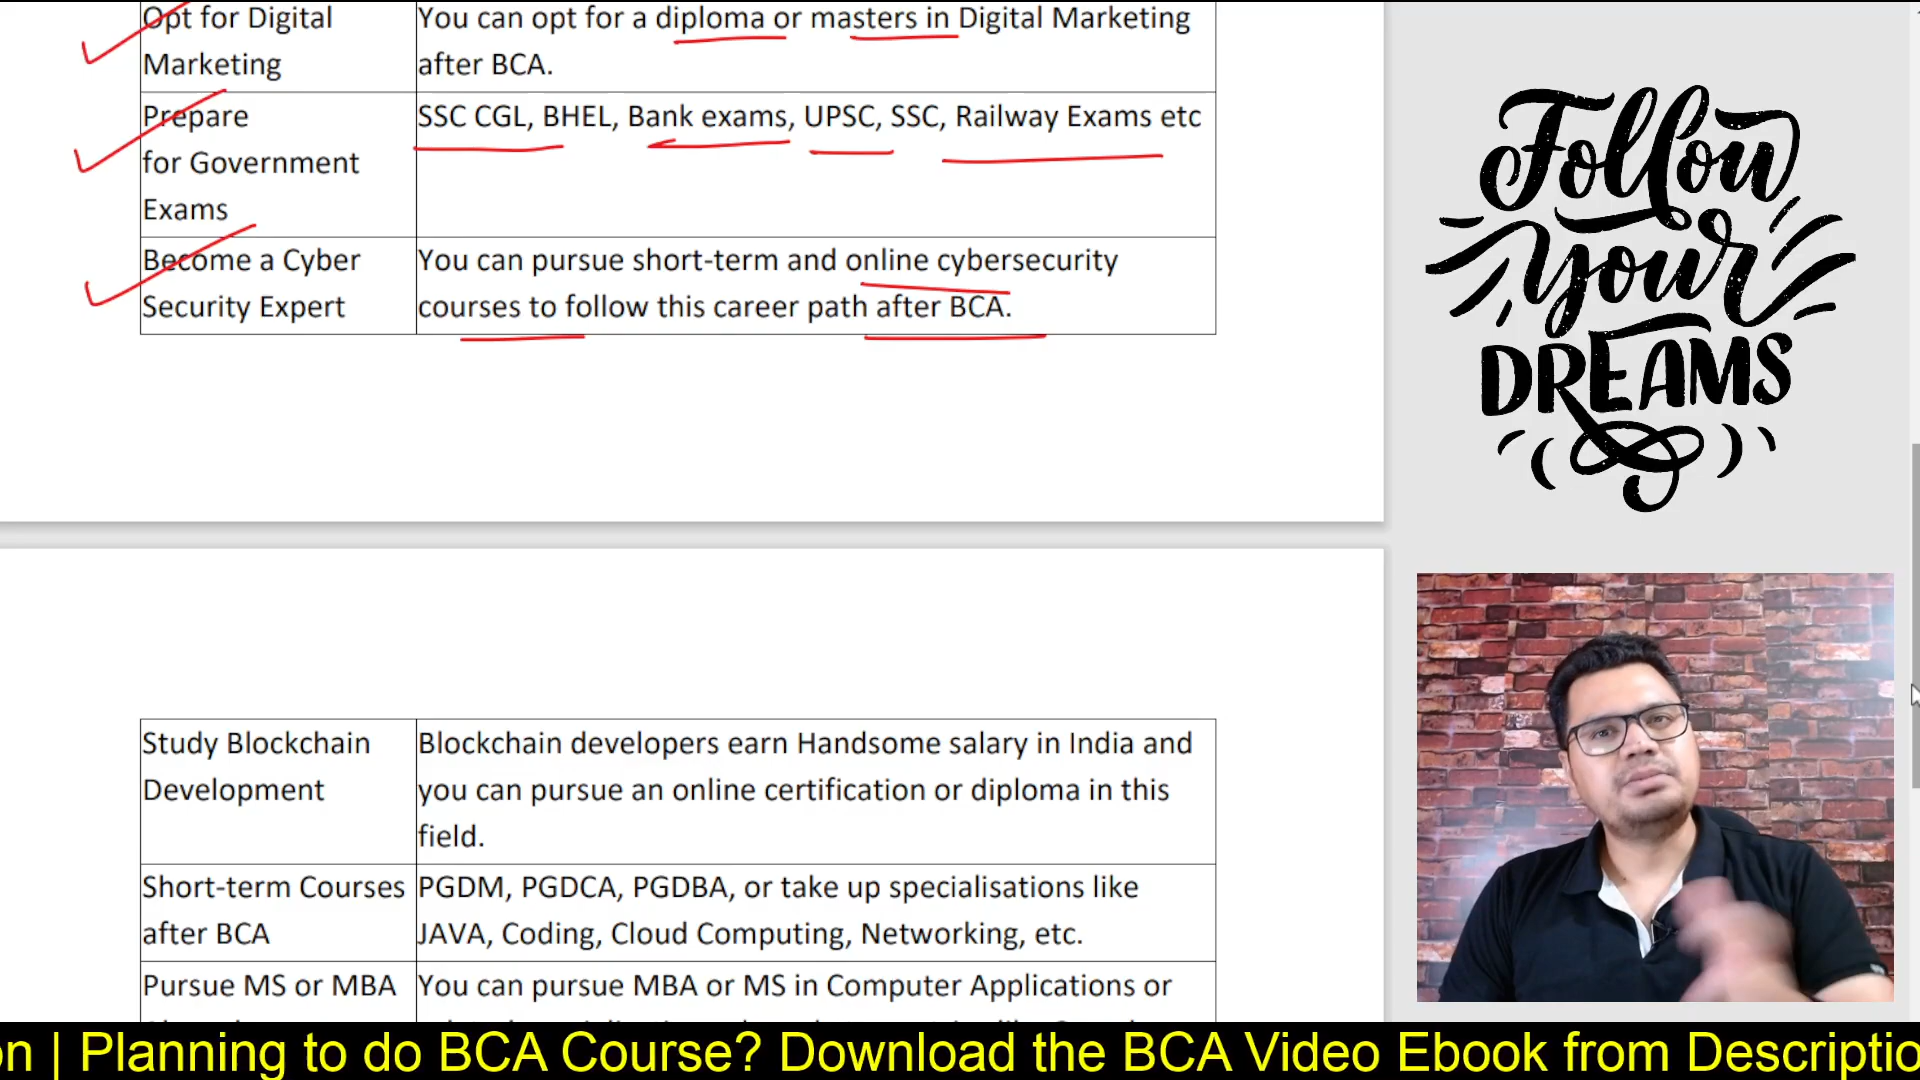 Opt for Digital
Marketing
You can opt for a diploma or masters in Digital Marketing
after BCA.
Prepare
for Government
Exams
SSC CGL, BHEL, Bank exams, UPSC, SSC, Railway Exams etc
Become a Cyber
Security Expert
You can pursue short-term and online cybersecurity
courses to follow this career path after BCA.
Study Blockchain
Development
Blockchain developers earn Handsome salary in India and
you can pursue an online certification or diploma in this
field.
Short-term Courses
after BCA
PGDM, PGDCA, PGDBA, or take up specialisations like
JAVA, Coding, Cloud Computing, Networking, etc.
Pursue MS or MBA
You can pursue MBA or MS in Computer Applications or
Follow
Your
DREAMS
on | Planning to do BCA Course? Download the BCA Video Ebook from Descriptio